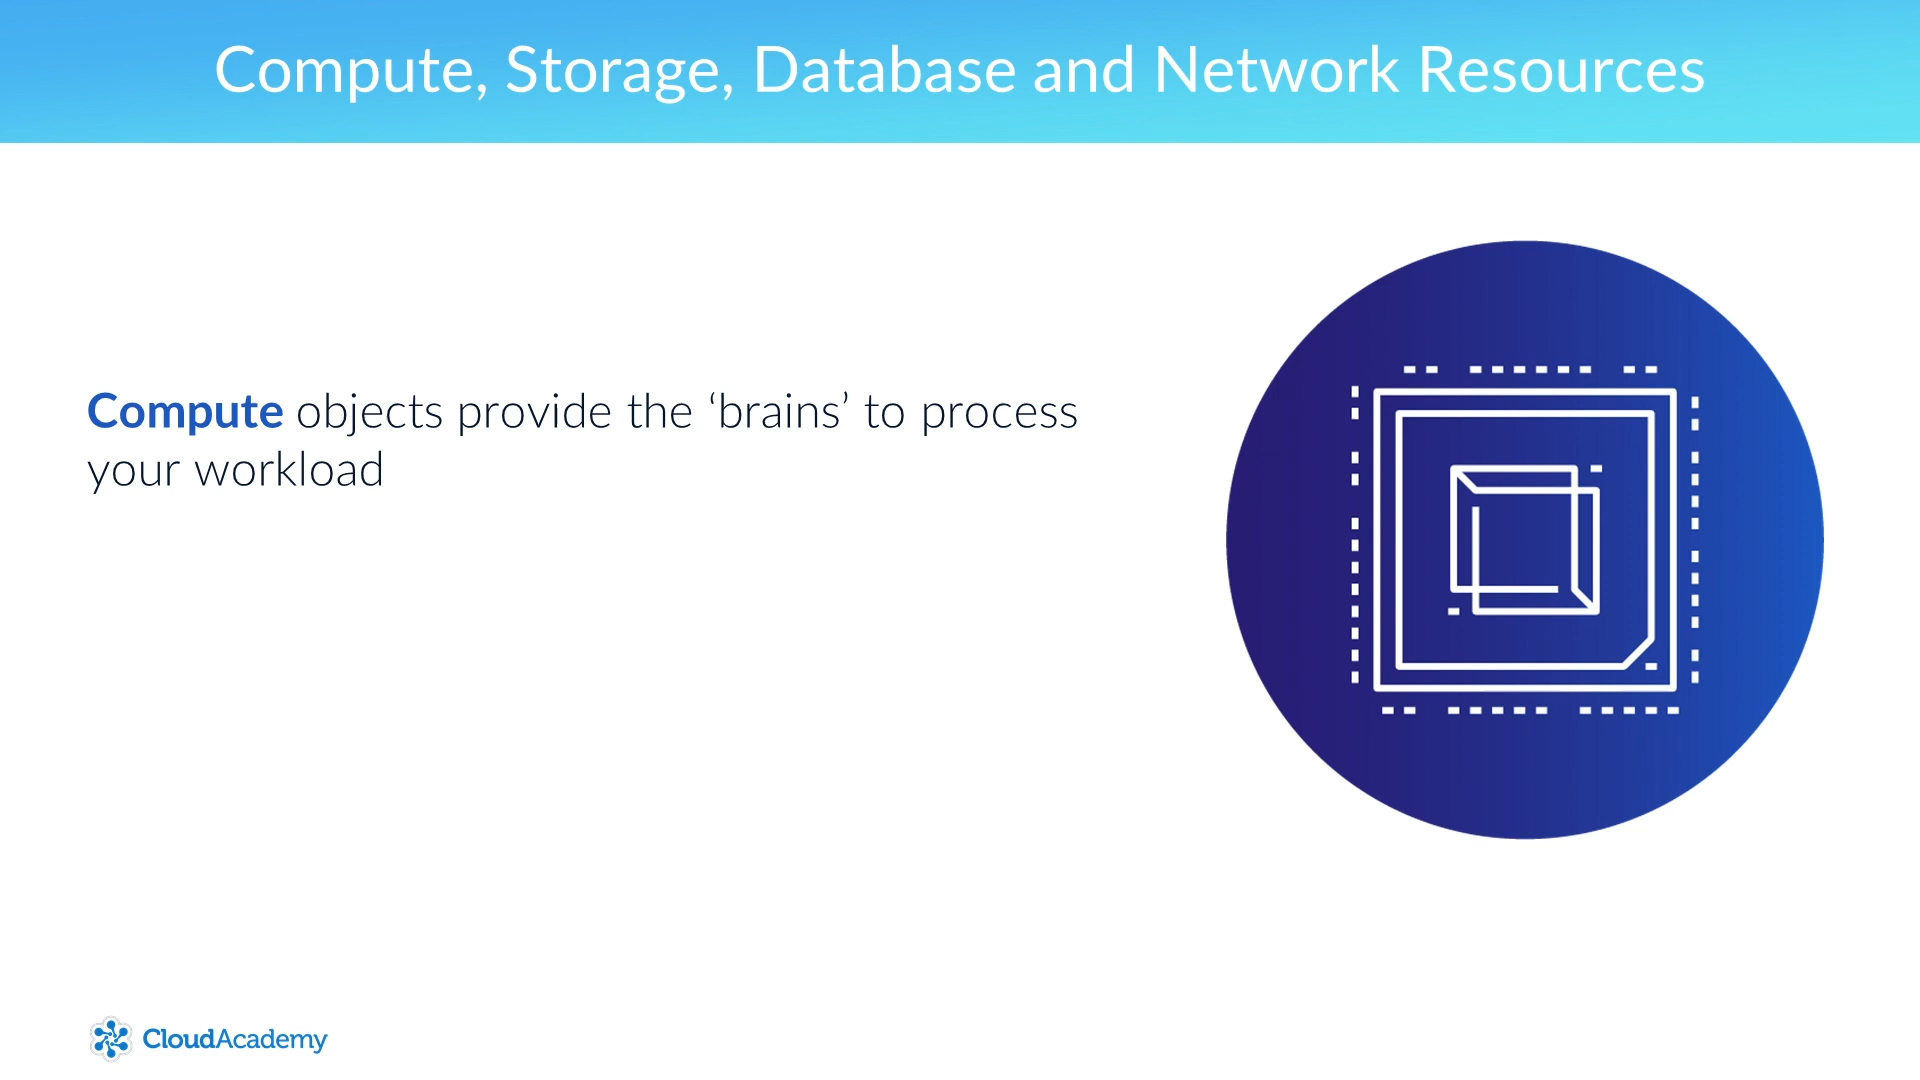 Compute, Storage, Database and Network Resources
Compute objects provide the ‘brains’ to process
your workload
CloudAcademy